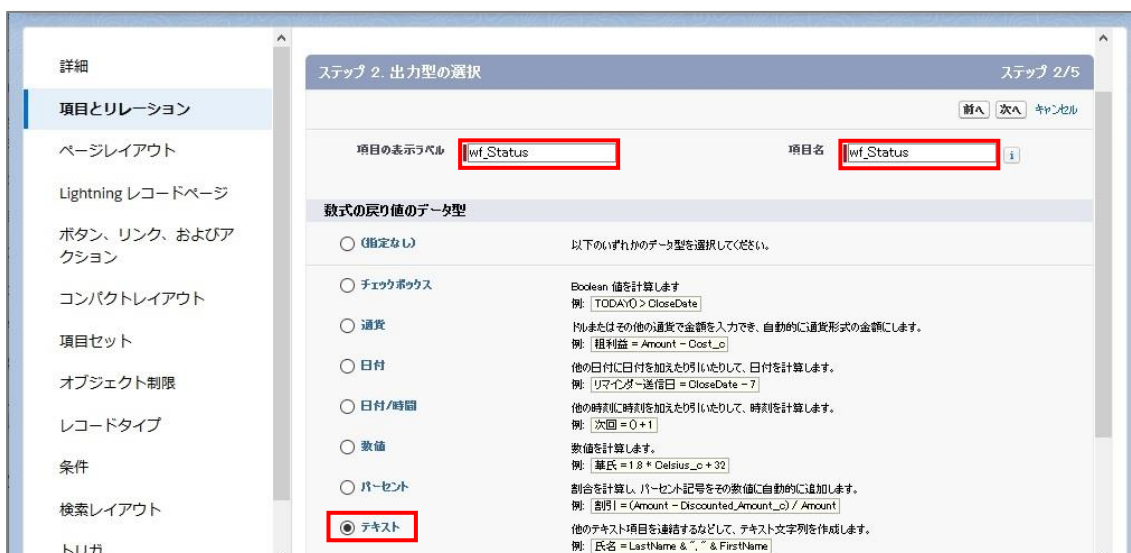 詳細
項目とリレーション
ページレイアウト
Lightning レコードページ
ボタン、リンク、およびア
クション
コンパクトレイアウト
項目セット
オブジェクト制限
レコードタイプ
条件
検索レイアウト
トリガ
ステップ 2. 出力型の選択 ステップ 2/5
前へ 次へ キャンセル
項目の表示ラベル wf_Status 項目名 wf_Status i
数式の戻り値のデータ型
(指定なし) 以下のいずれかのデータ型を選択してください。
チェックボックス Boolean 値を計算します
例: TODAY() > CloseDate
通貨 ドルまたはその他の通貨で金額を入力でき、自動的に通貨形式の金額にします。
例: 粗利益 = Amount - Cost_c
日付 他の日付に日付を加えたり引いたりして、日付を計算します。
例: リマインダー送信日 = CloseDate - 7
日付/時間 他の時刻に時刻を加えたり引いたりして、時刻を計算します。
例: 次回 = () + 1
数値 数値を計算します。
例: 華氏 = 1.8 * Celsius_c + 32
パーセント 割合を計算し、パーセント記号をその数値に自動的に追加します。
例: 割引 = (Amount - Discounted_Amount_c) / Amount
テキスト 他のテキスト項目を連結するなどして、テキスト文字列を作成します。
例: 氏名 = LastName & ", " & FirstName